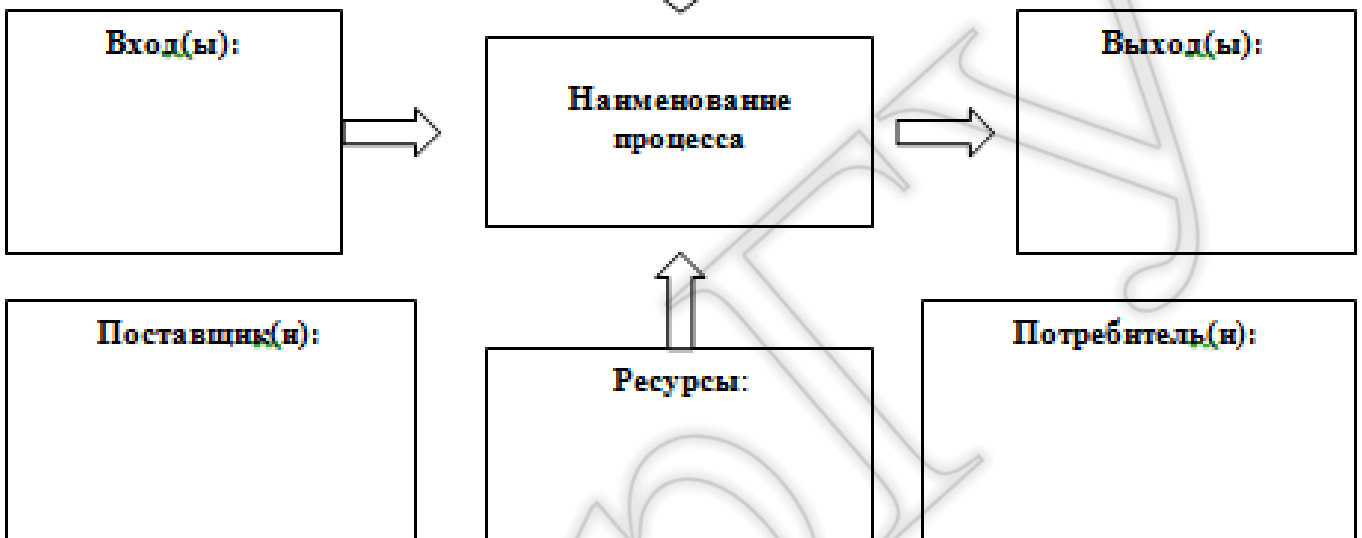 Вход(ы):
Выход(ы):
Наименование
процесса
Поставщик(и):
Потребитель(и):
Ресурсы: